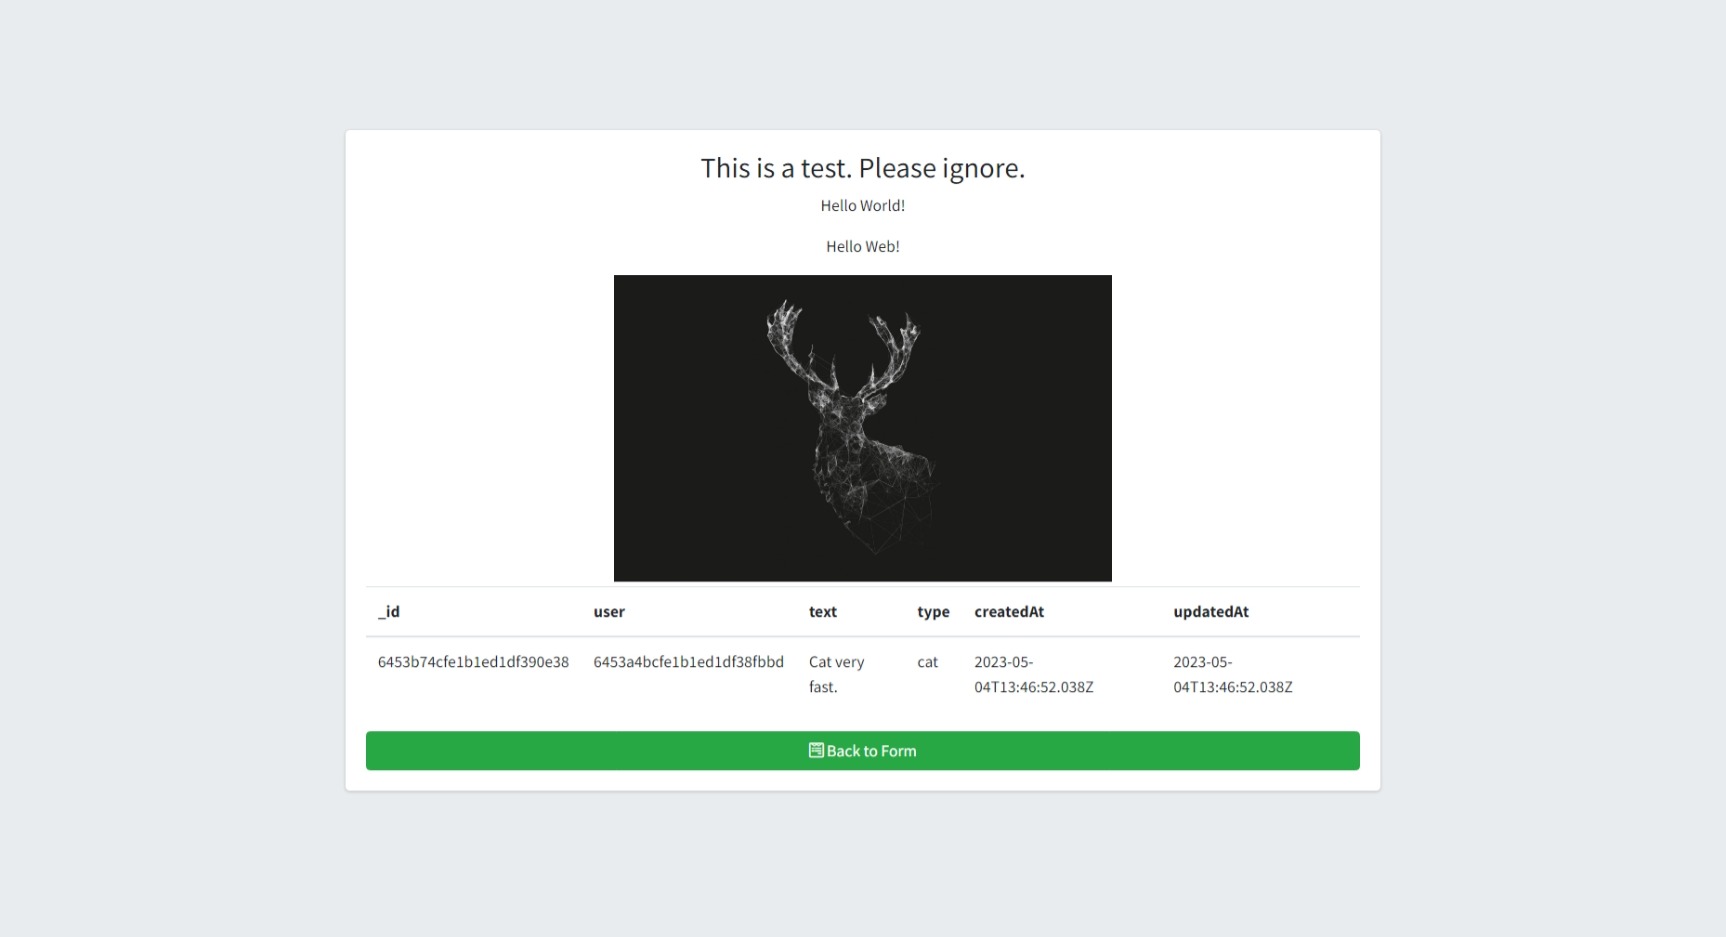 This is a test. Please ignore.
Hello World!
Hello Web!
_id user text type createdAt updatedAt
6453b74cfe1b1ed1df390e38 6453a4bcfe1b1ed1df38fbbd Cat very cat 2023-05- 2023-05-
fast. 04T13:46:52.038Z 04T13:46:52.038Z
Back to Form